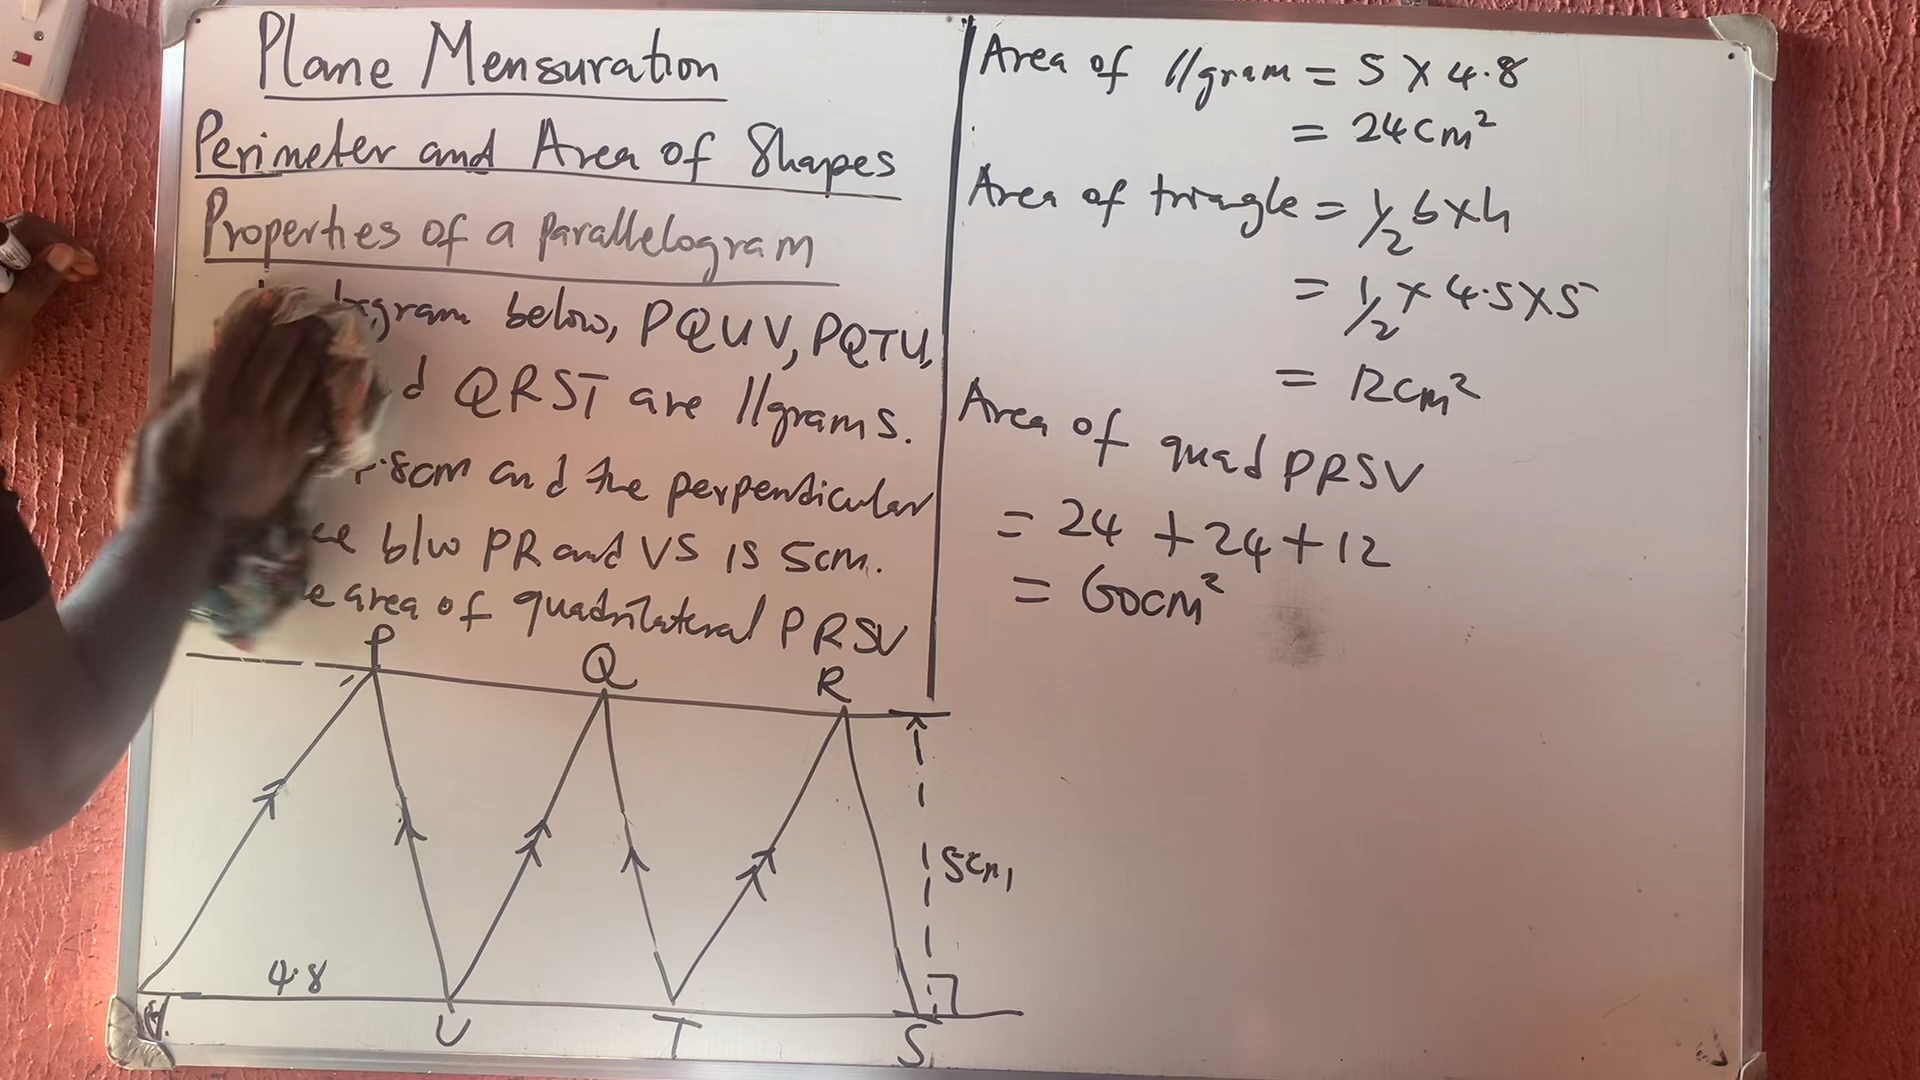 Plane Mensuration
Perimeter and Area of Shapes
Properties of a parallelogram
below, PQUV, PQTU,
QRST are //grams.
8cm and the perpendicular
b/w PR and VS is 5cm.
area of quadrilateral PRSV
P
Q
R
5cm
4.8
U
T
S
Area of //gram = 5 X 4.8
= 24cm²
Area of triangle = 1/2 b x h
= 1/2 x 4.5 X 5
= 12cm²
Area of quad PRSV
= 24 + 24 + 12
= 60cm²